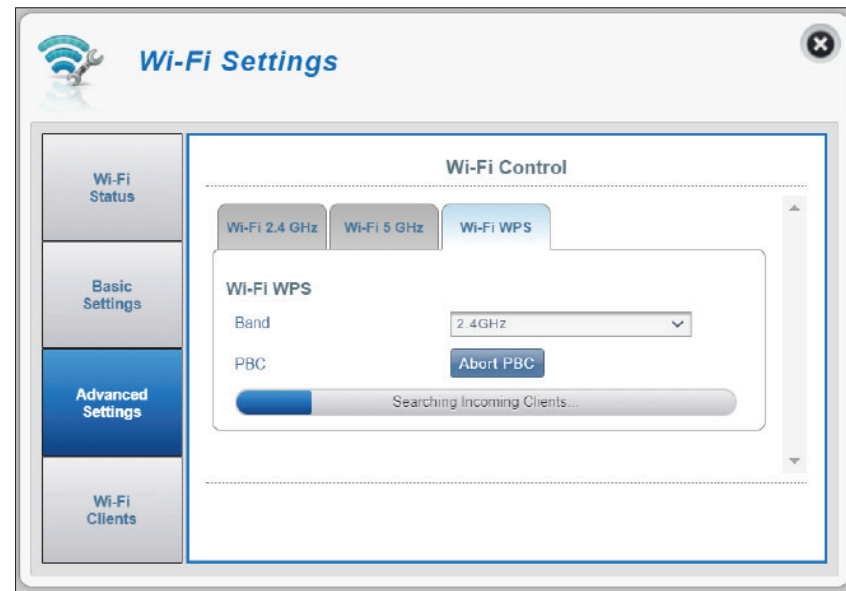 Wi-Fi Settings
Wi-Fi
Status
Basic
Settings
Advanced
Settings
Wi-Fi
Clients
Wi-Fi Control
Wi-Fi 2.4 GHz
Wi-Fi 5 GHz
Wi-Fi WPS
Wi-Fi WPS
Band
2.4GHz
PBC
Abort PBC
Searching Incoming Clients...